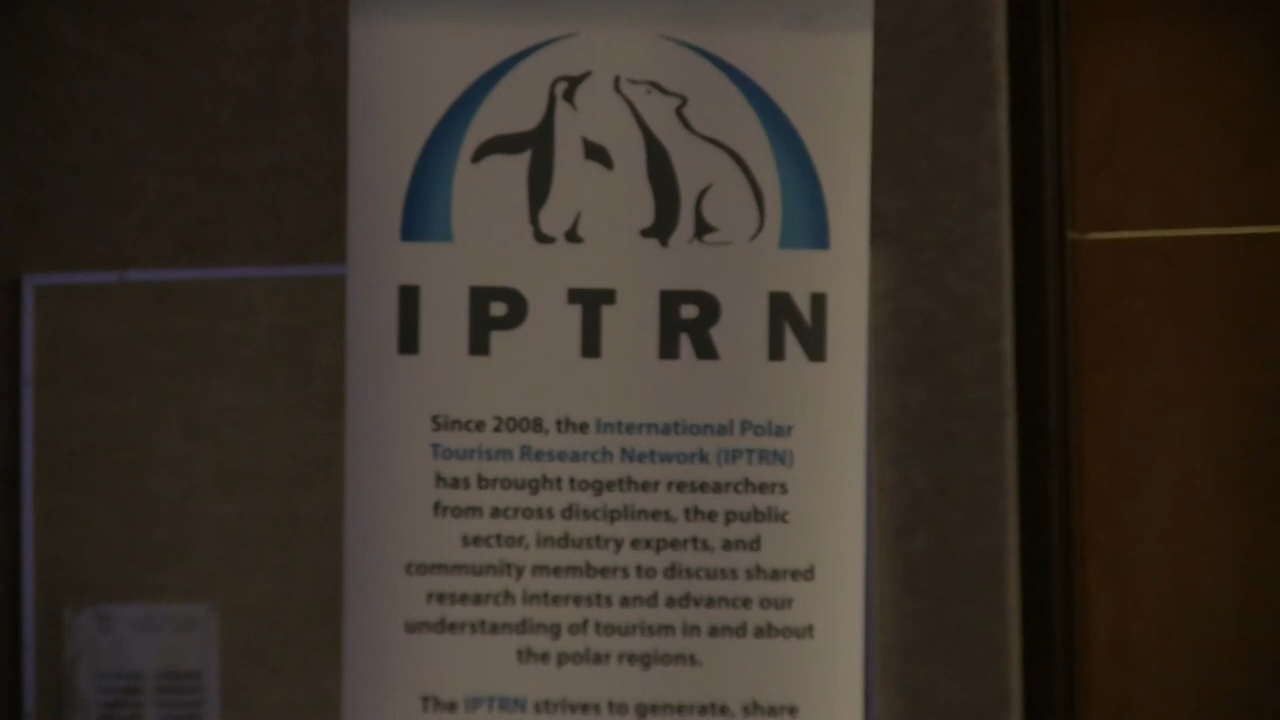 IPTRN
Since 2008, the International Polar
Tourism Research Network (IPTRN)
has brought together researchers
from across disciplines, the public
sector, industry experts, and
community members to discuss shared
research interests and advance our
understanding of tourism in and about
the polar regions.
The IPTRN strives to generate, share